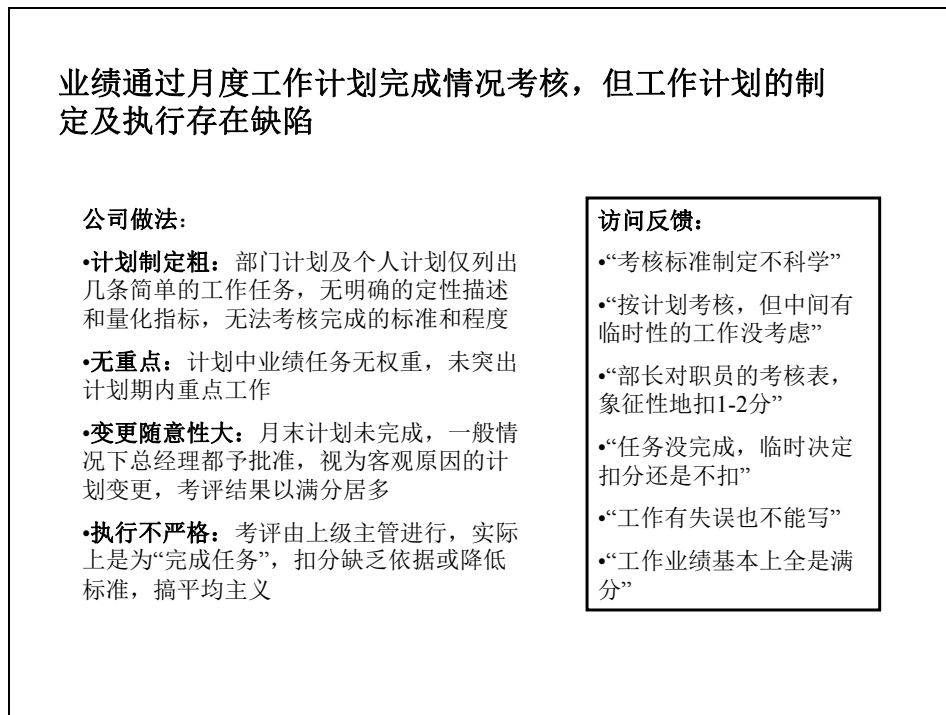 业绩通过月度工作计划完成情况考核，但工作计划的制
定及执行存在缺陷
公司做法：
•计划制定粗：部门计划及个人计划仅列出
几条简单的工作任务，无明确的定性描述
和量化指标，无法考核完成的标准和程度
•无重点：计划中业绩任务无权重，未突出
计划期内重点工作
•变更随意性大：月末计划未完成，一般情
况下总经理都予批准，视为客观原因的计
划变更，考评结果以满分居多
•执行不严格：考评由上级主管进行，实际
上是为“完成任务”，扣分缺乏依据或降低
标准，搞平均主义
访问反馈：
•“考核标准制定不科学”
•“按计划考核，但中间有
临时性的工作没考虑”
•“部长对职员的考核表，
象征性地扣1-2分”
•“任务没完成，临时决定
扣分还是不扣”
•“工作有失误也不能写”
•“工作业绩基本上全是满
分”